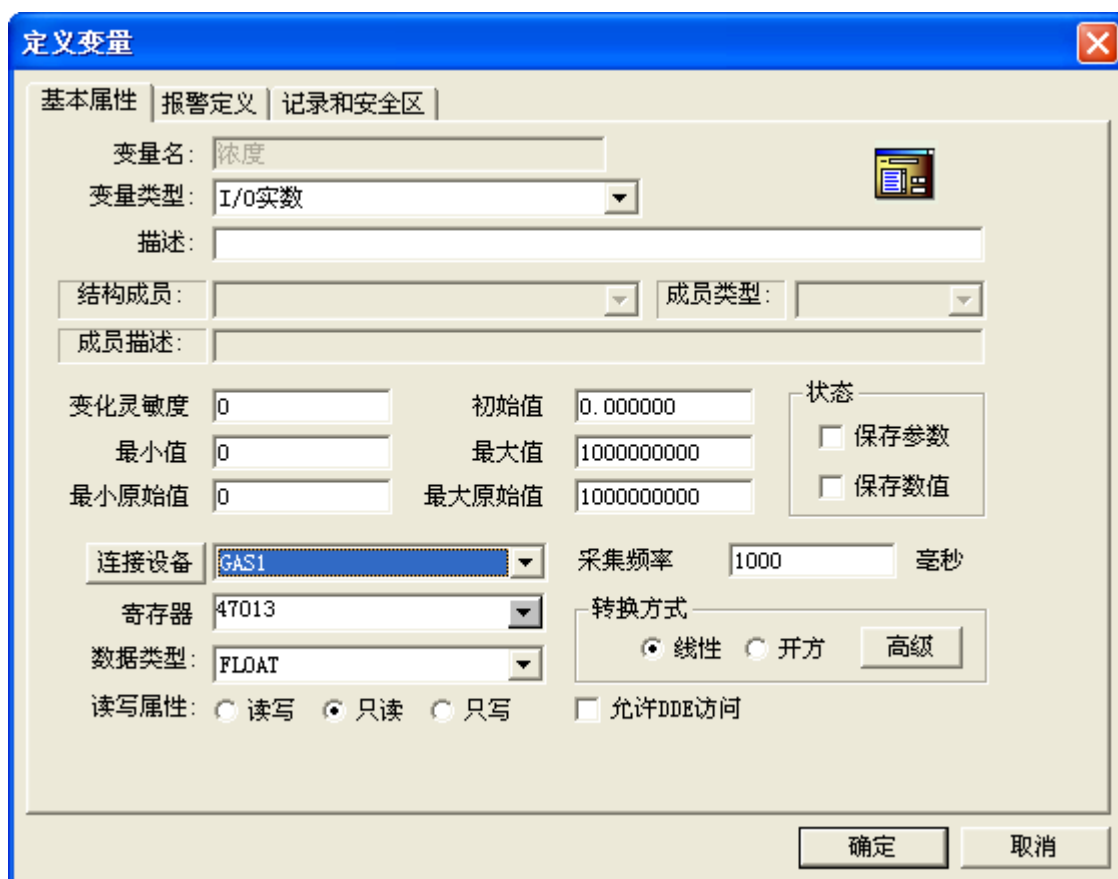 定义变量
基本属性 报警定义 记录和安全区
变量名: 浓度
变量类型: I/O实数
描述:
结构成员: 成员类型:
成员描述:
变化灵敏度 0 初始值 0.000000 状态
最小值 0 最大值 1000000000 保存参数
最小原始值 0 最大原始值 1000000000 保存数值
连接设备 GAS1 采集频率 1000 毫秒
寄存器 47013 转换方式
数据类型: FLOAT 线性 开方 高级
读写属性: 读写 只读 只写 允许DDE访问
确定 取消